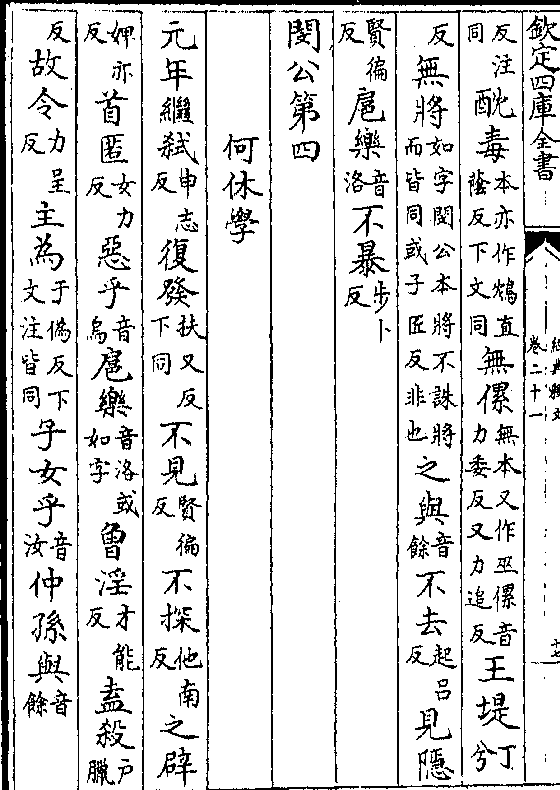 欽定四庫全書
經典釋文
卷二十一
十七
反注同酖毒本亦作鴆直蔭反下文同無傫無本又作巫傫音力委反又力追反王堤丁兮
反無將如字閔公本將不誅將而皆同或子匠反非也之與音餘不去起呂反見隱
賢徧反扈樂音洛不暴步卜反
閔公第四
何休學
元年繼弒申志反復發扶又反下同不見賢徧反不探他南反之辟
婢亦反首匿女力反惡乎音烏扈樂音洛或如字曾淫才能反盍殺戶臘
反故令力呈反主為于偽反下文注皆同子女乎音汝仲孫與音餘